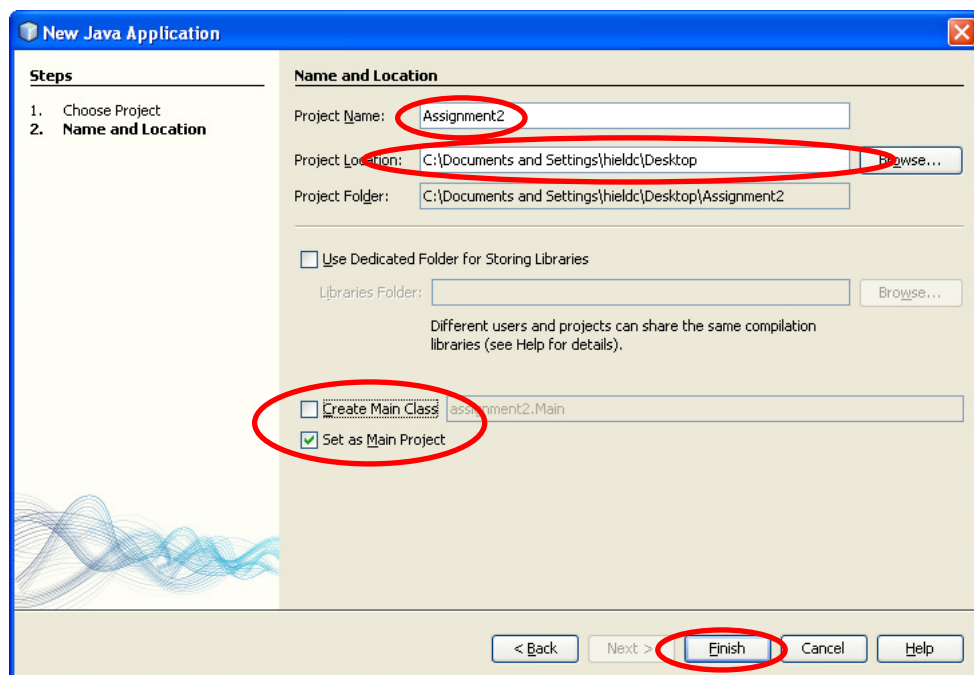 New Java Application
Steps
1. Choose Project
2. Name and Location
Name and Location
Project Name: Assignment2
Project Location: C:\Documents and Settings\hieldc\Desktop Browse...
Project Folder: C:\Documents and Settings\hieldc\Desktop\Assignment2
Use Dedicated Folder for Storing Libraries
Libraries Folder: Browse...
Different users and projects can share the same compilation
libraries (see Help for details).
Create Main Class assignment2.Main
Set as Main Project
< Back Next > Finish Cancel Help